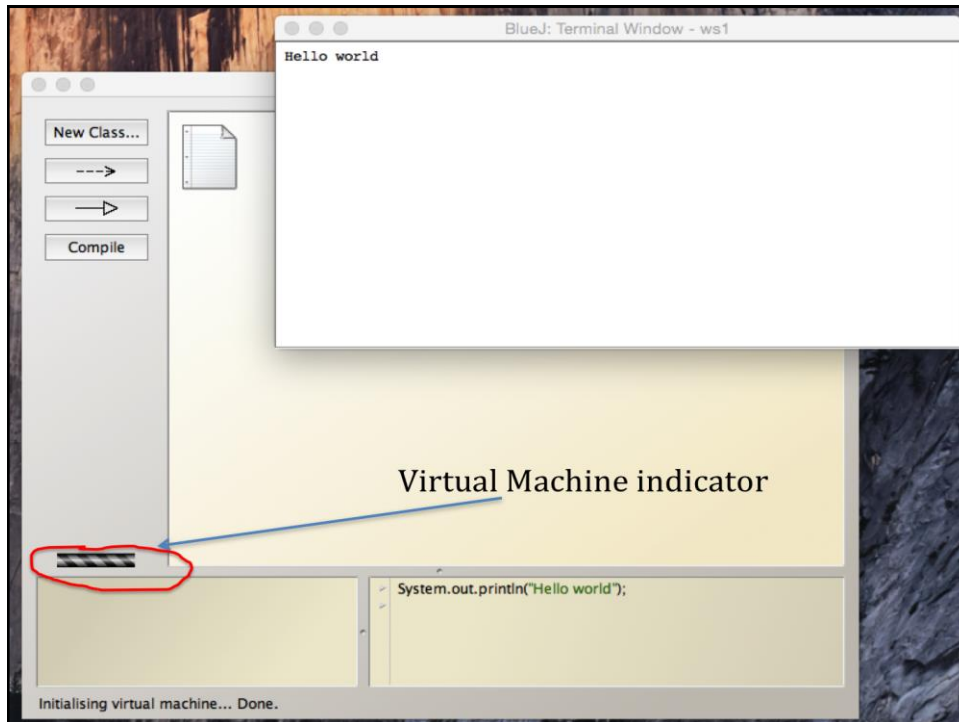 BlueJ: Terminal Window - ws1
Hello world
New Class...
Compile
Virtual Machine indicator
System.out.println("Hello world");
Initialising virtual machine... Done.